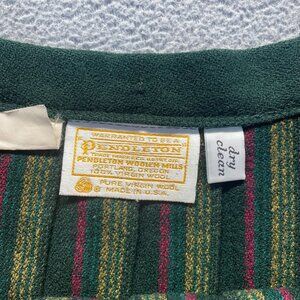 WARRANTED TO BE A
PENDLETON
PENDLETON WOOLEN MILLS
PORTLAND, OREGON
100% VIRGIN WOOL
PURE VIRGIN WOOL
MADE IN U.S.A.
dry
clean